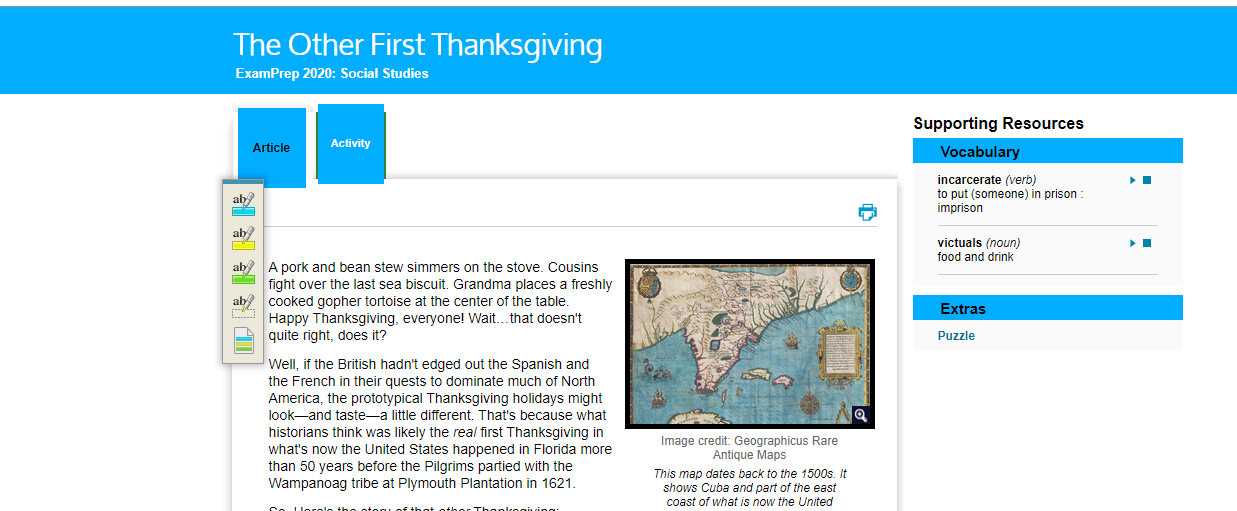 The Other First Thanksgiving
ExamPrep 2020: Social Studies
Article
Activity
ab
ab
ab
ab
A pork and bean stew simmers on the stove. Cousins
fight over the last sea biscuit. Grandma places a freshly
cooked gopher tortoise at the center of the table.
Happy Thanksgiving, everyone! Wait…that doesn't
quite right, does it?
Well, if the British hadn't edged out the Spanish and
the French in their quests to dominate much of North
America, the prototypical Thanksgiving holidays might
look—and taste—a little different. That's because what
historians think was likely the real first Thanksgiving in
what's now the United States happened in Florida more
than 50 years before the Pilgrims partied with the
Wampanoag tribe at Plymouth Plantation in 1621.
So, Here's the story of that other Thanksgiving:
Image credit: Geographicus Rare
Antique Maps
This map dates back to the 1500s. It
shows Cuba and part of the east
coast of what is now the United
Supporting Resources
Vocabulary
incarcerate (verb)
to put (someone) in prison :
imprison
victuals (noun)
food and drink
Extras
Puzzle